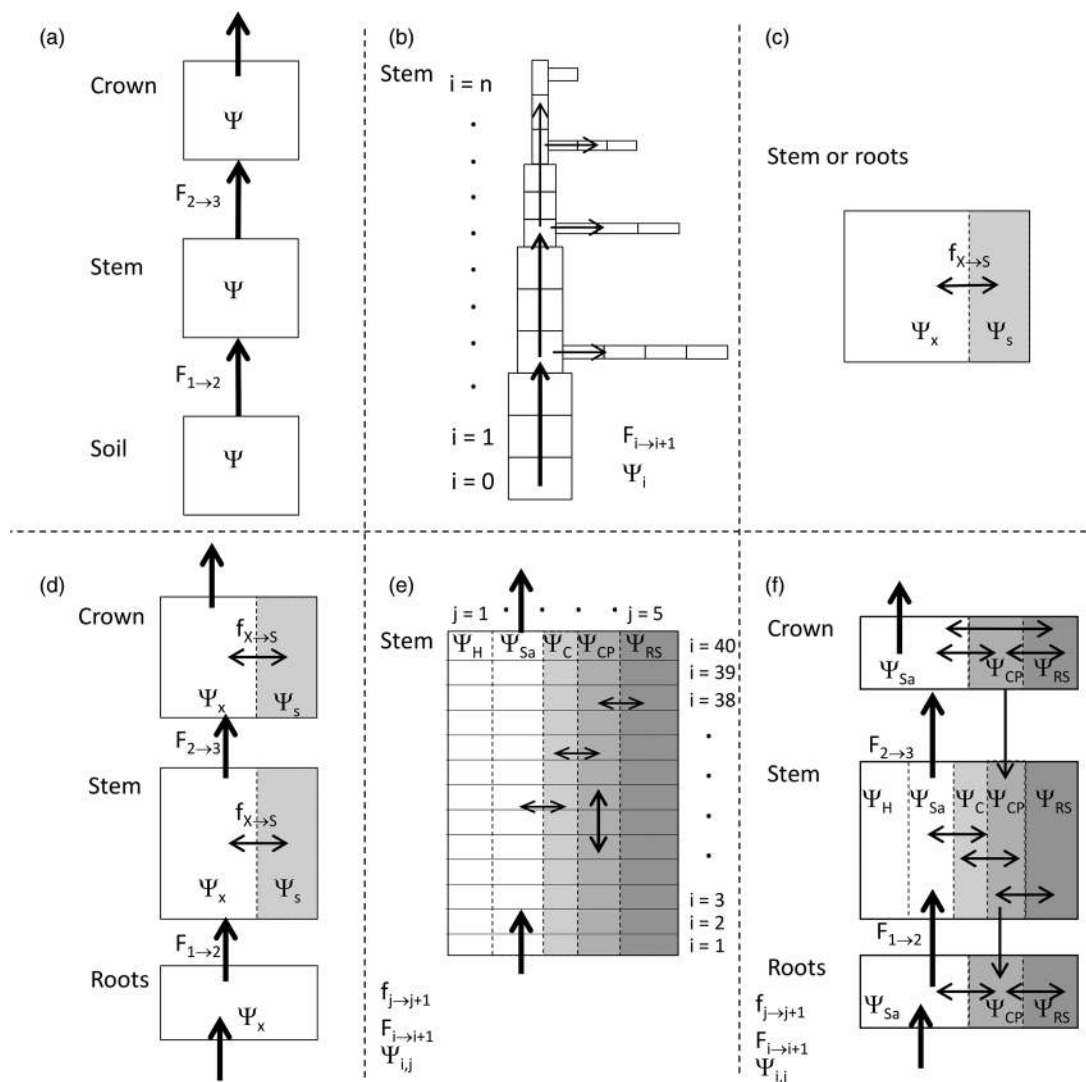 (a)
Crown
Ψ
F2→3
Stem
Ψ
F1→2
Soil
Ψ
(b)
Stem
i = n
i = 1
i = 0
Fi→i+1
Ψi
(c)
Stem or roots
fX→S
Ψx Ψs
(d)
Crown
fX→S
Ψx Ψs
F2→3
Stem
fX→S
Ψx Ψs
F1→2
Roots
Ψx
(e)
j = 1 j = 5
Stem ΨH ΨSa ΨC ΨCP ΨRS i = 40
i = 39
i = 38
i = 3
i = 2
i = 1
fj→j+1
Fi→i+1
Ψi,j
(f)
Crown
ΨSa ΨCP ΨRS
F2→3
Stem
ΨH ΨSa ΨC ΨCP ΨRS
F1→2
Roots
ΨSa ΨCP ΨRS
fj→j+1
Fi→i+1
Ψi,j